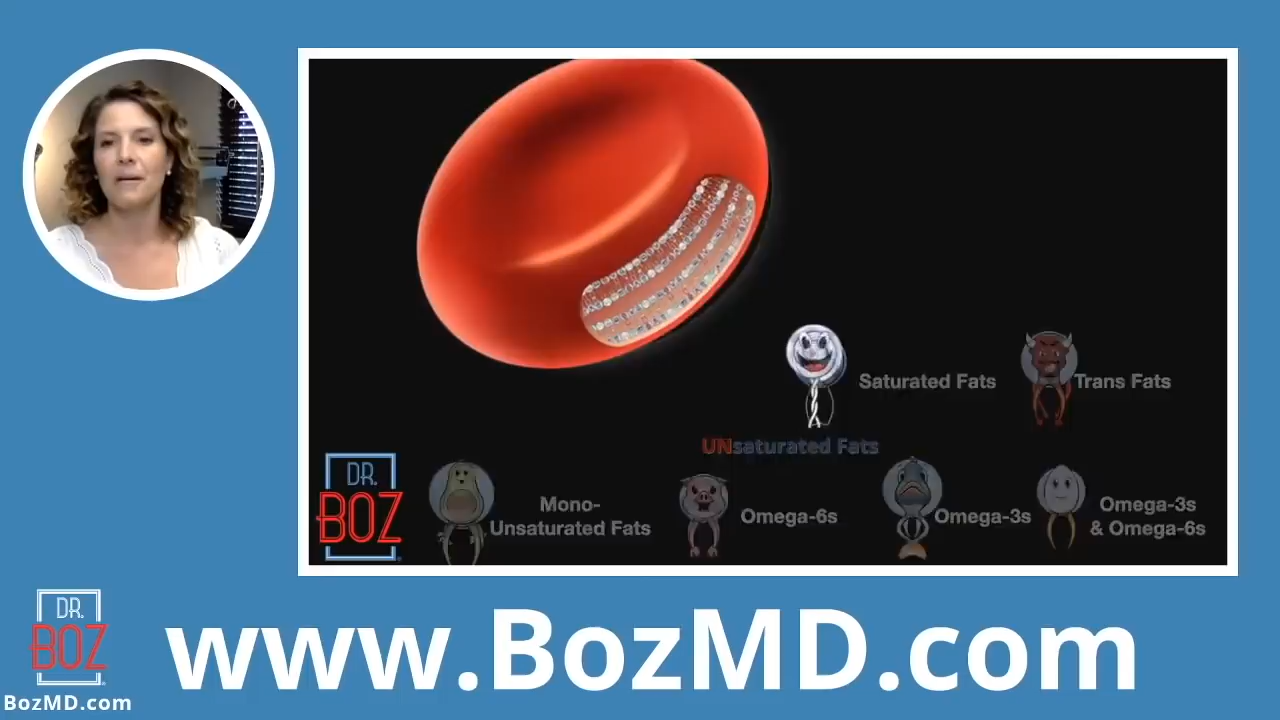 Saturated Fats
Trans Fats
UNsaturated Fats
DR.
BOZ
Mono-
Unsaturated Fats
Omega-6s
Omega-3s
Omega-3s
& Omega-6s
DR.
BOZ
BozMD.com
www.BozMD.com